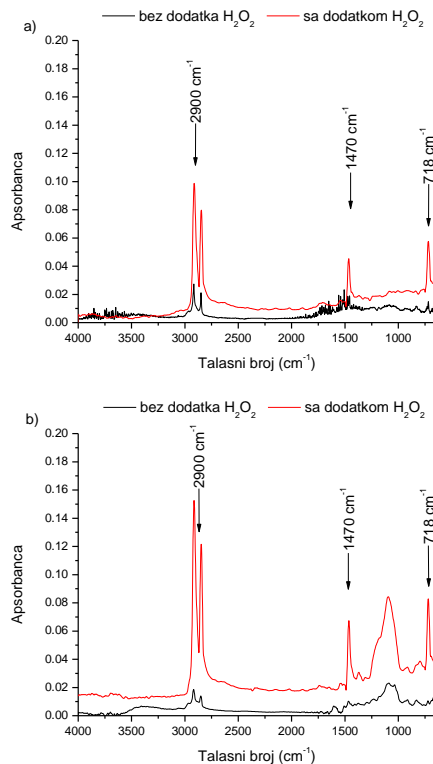 bez dodatka H₂O₂ sa dodatkom H₂O₂
a)
0.20
0.18
0.16
0.14
0.12
0.10
0.08
0.06
0.04
0.02
0.00
Apsorbanca
2900 cm⁻¹
1470 cm⁻¹
718 cm⁻¹
4000 3500 3000 2500 2000 1500 1000
Talasni broj (cm⁻¹)
bez dodatka H₂O₂ sa dodatkom H₂O₂
b)
0.20
0.18
0.16
0.14
0.12
0.10
0.08
0.06
0.04
0.02
0.00
Apsorbanca
2900 cm⁻¹
1470 cm⁻¹
718 cm⁻¹
4000 3500 3000 2500 2000 1500 1000
Talasni broj (cm⁻¹)